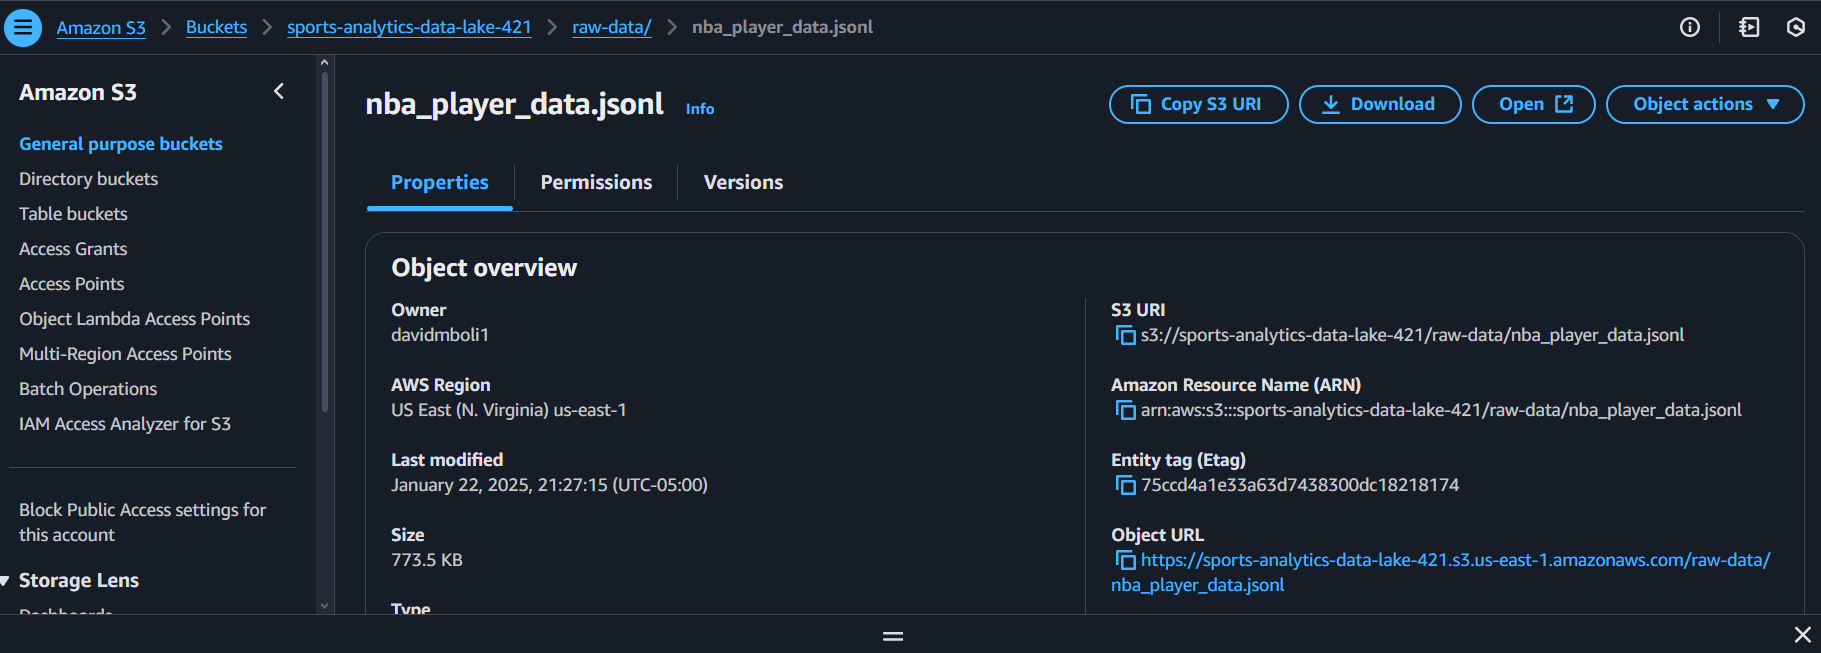 Amazon S3 > Buckets > sports-analytics-data-lake-421 > raw-data/ > nba_player_data.jsonl
Amazon S3
General purpose buckets
Directory buckets
Table buckets
Access Grants
Access Points
Object Lambda Access Points
Multi-Region Access Points
Batch Operations
IAM Access Analyzer for S3
Block Public Access settings for
this account
Storage Lens
Dashboards
nba_player_data.jsonl Info
Copy S3 URI Download Open Object actions
Properties Permissions Versions
Object overview
Owner
davidmboli1
AWS Region
US East (N. Virginia) us-east-1
Last modified
January 22, 2025, 21:27:15 (UTC-05:00)
Size
773.5 KB
Type
S3 URI
s3://sports-analytics-data-lake-421/raw-data/nba_player_data.jsonl
Amazon Resource Name (ARN)
arn:aws:s3:::sports-analytics-data-lake-421/raw-data/nba_player_data.jsonl
Entity tag (Etag)
75ccd4a1e33a63d7438300dc18218174
Object URL
https://sports-analytics-data-lake-421.s3.us-east-1.amazonaws.com/raw-data/
nba_player_data.jsonl